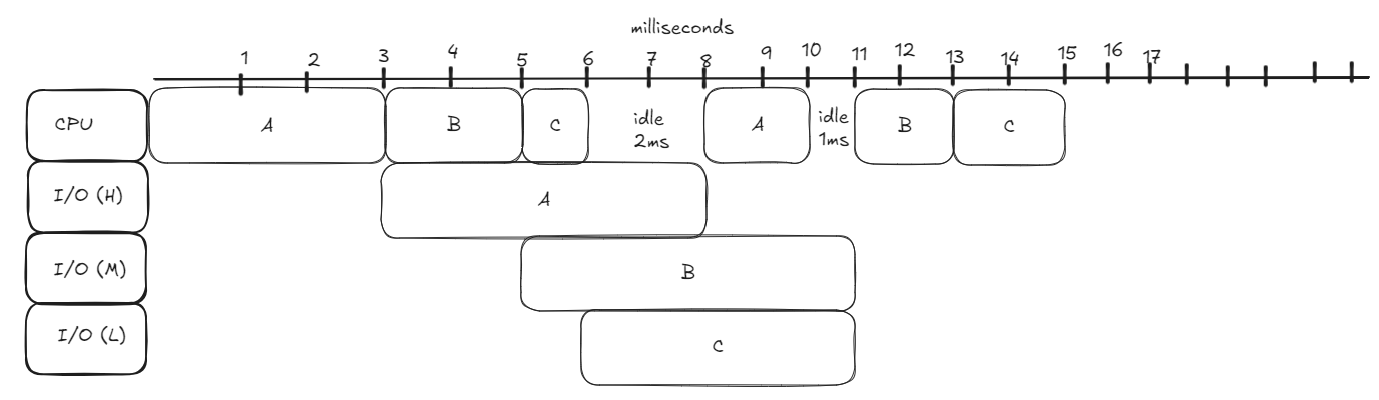 milliseconds
1 2 3 4 5 6 7 8 9 10 11 12 13 14 15 16 17
CPU A B C idle 2ms A idle 1ms B C
I/O (H) A
I/O (M) B
I/O (L) C